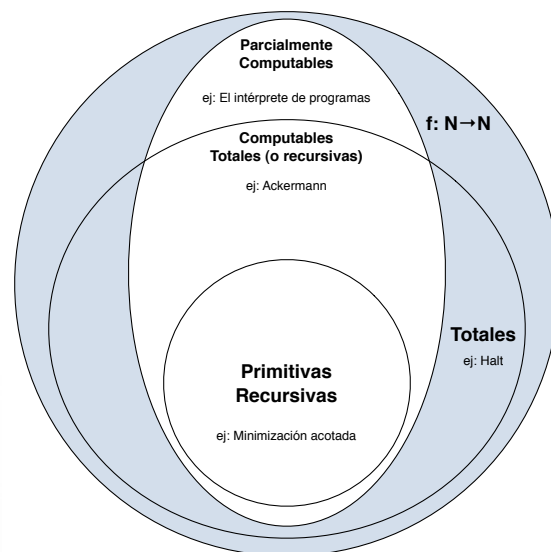 Parcialmente
Computables
ej: El intérprete de programas
f: N→N
Computables
Totales (o recursivas)
ej: Ackermann
Totales
ej: Halt
Primitivas
Recursivas
ej: Minimización acotada